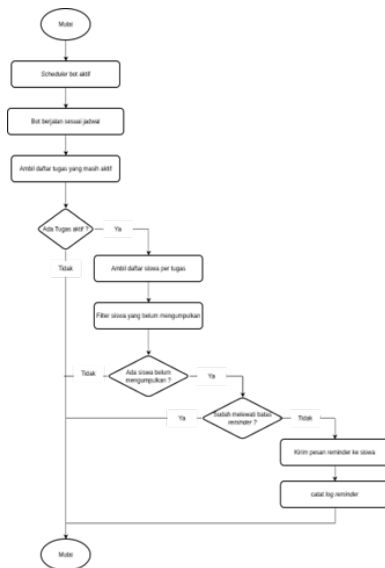 Mulai
Scheduler bot aktif
Bot berjalan sesuai jadwal
Ambil daftar tugas yang masih aktif
Ada Tugas aktif ?
Ya
Tidak
Ambil daftar siswa per tugas
Filter siswa yang belum mengumpulkan
Tidak
Ada siswa belum
mengumpulkan ?
Ya
Ya
Sudah melewati batas
reminder ?
Tidak
Kirim pesan reminder ke siswa
catat log reminder
Mulai